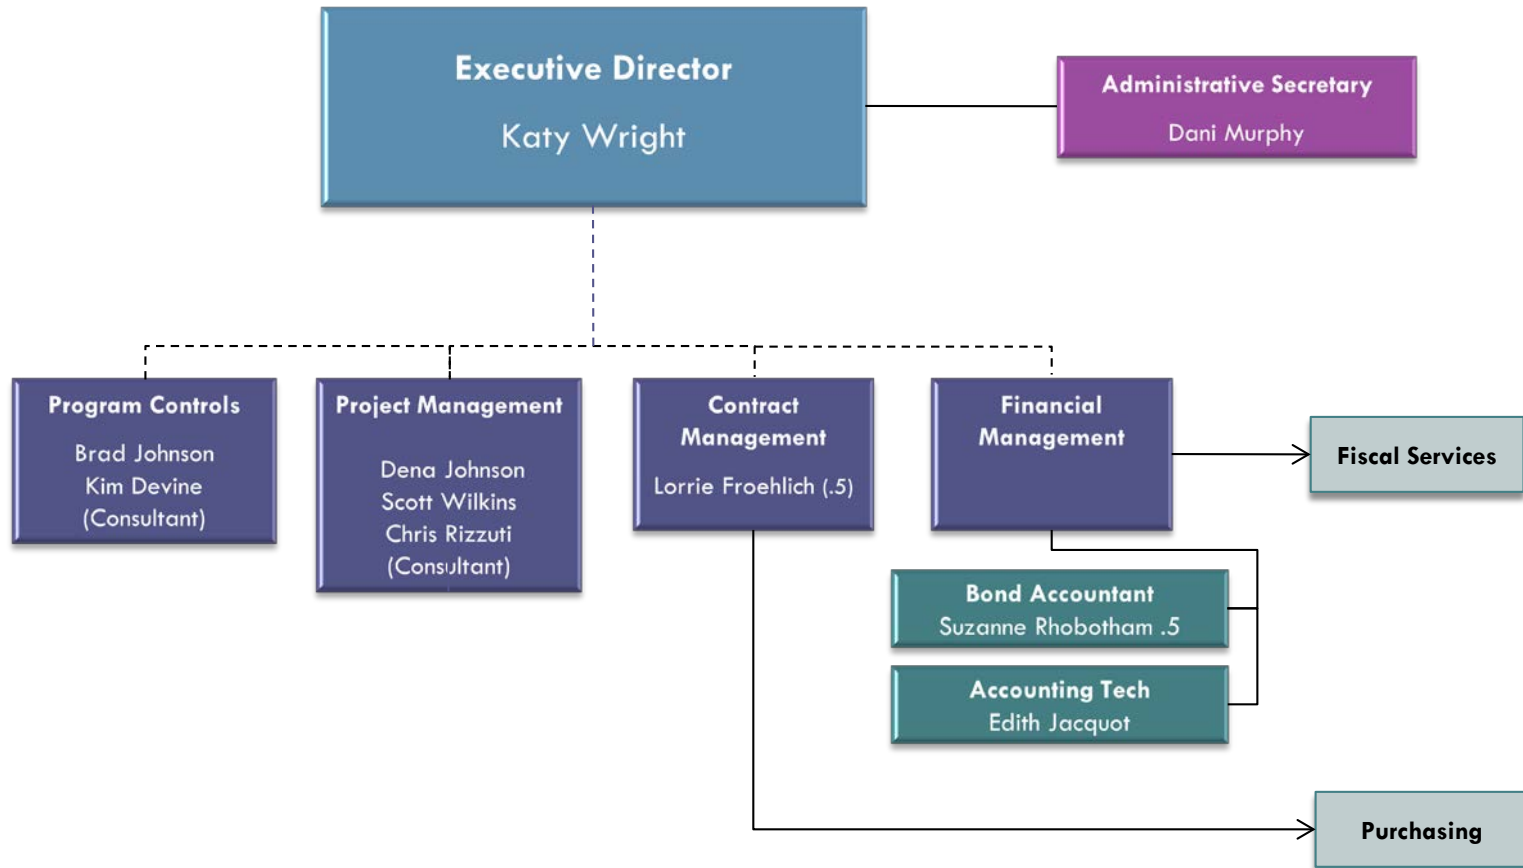 Executive Director
Katy Wright
Administrative Secretary
Dani Murphy
Program Controls
Brad Johnson
Kim Devine
(Consultant)
Project Management
Dena Johnson
Scott Wilkins
Chris Rizzuti
(Consultant)
Contract
Management
Lorrie Froehlich (.5)
Financial
Management
Fiscal Services
Bond Accountant
Suzanne Rhobotham .5
Accounting Tech
Edith Jacquot
Purchasing